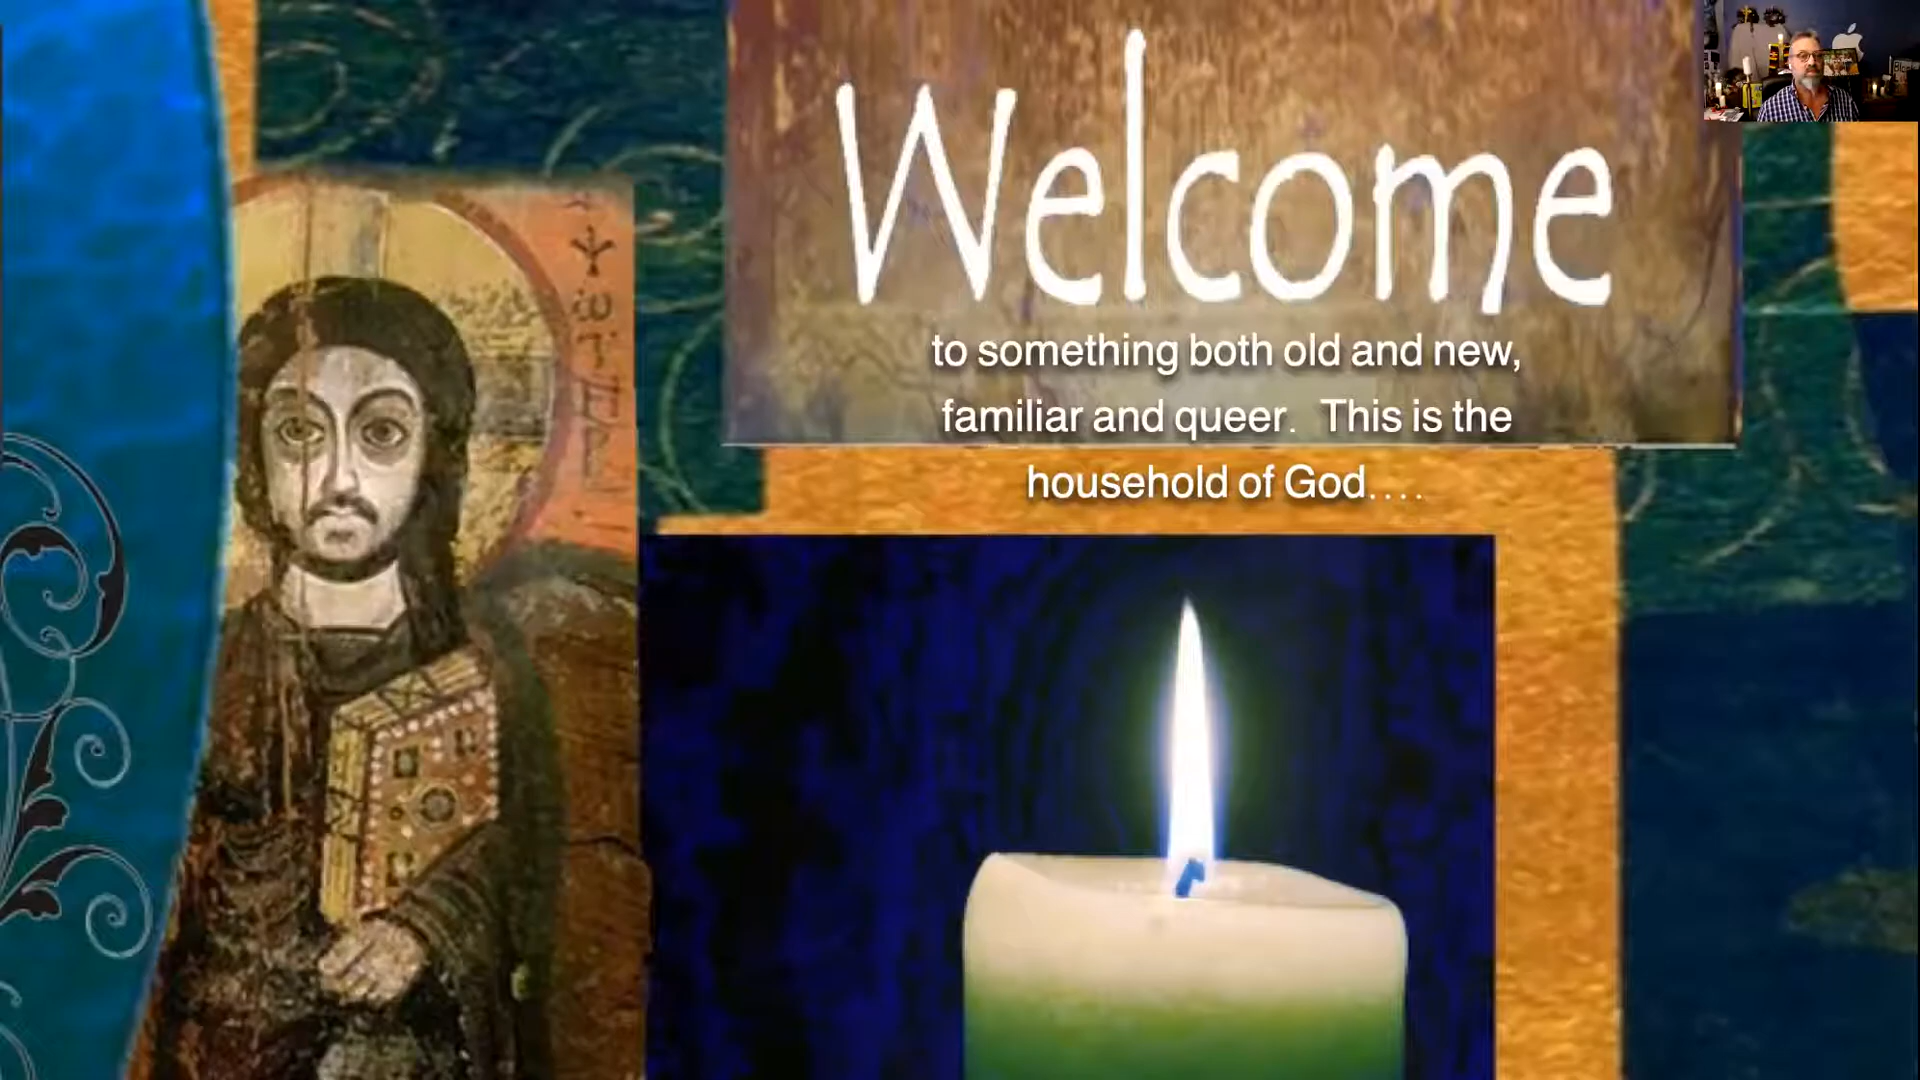 Welcome
to something both old and new,
familiar and queer. This is the
household of God....